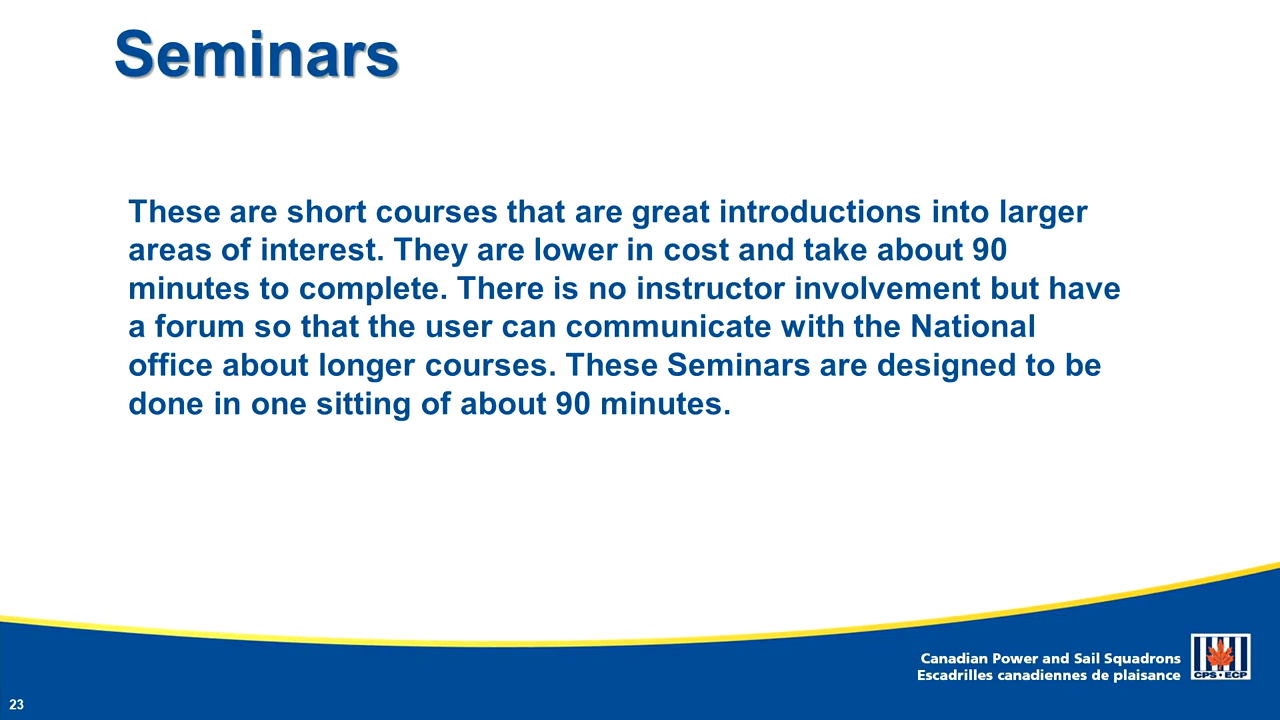 Seminars
These are short courses that are great introductions into larger
areas of interest. They are lower in cost and take about 90
minutes to complete. There is no instructor involvement but have
a forum so that the user can communicate with the National
office about longer courses. These Seminars are designed to be
done in one sitting of about 90 minutes.
Canadian Power and Sail Squadrons
Escadrilles canadiennes de plaisance
CPS • ECP
23